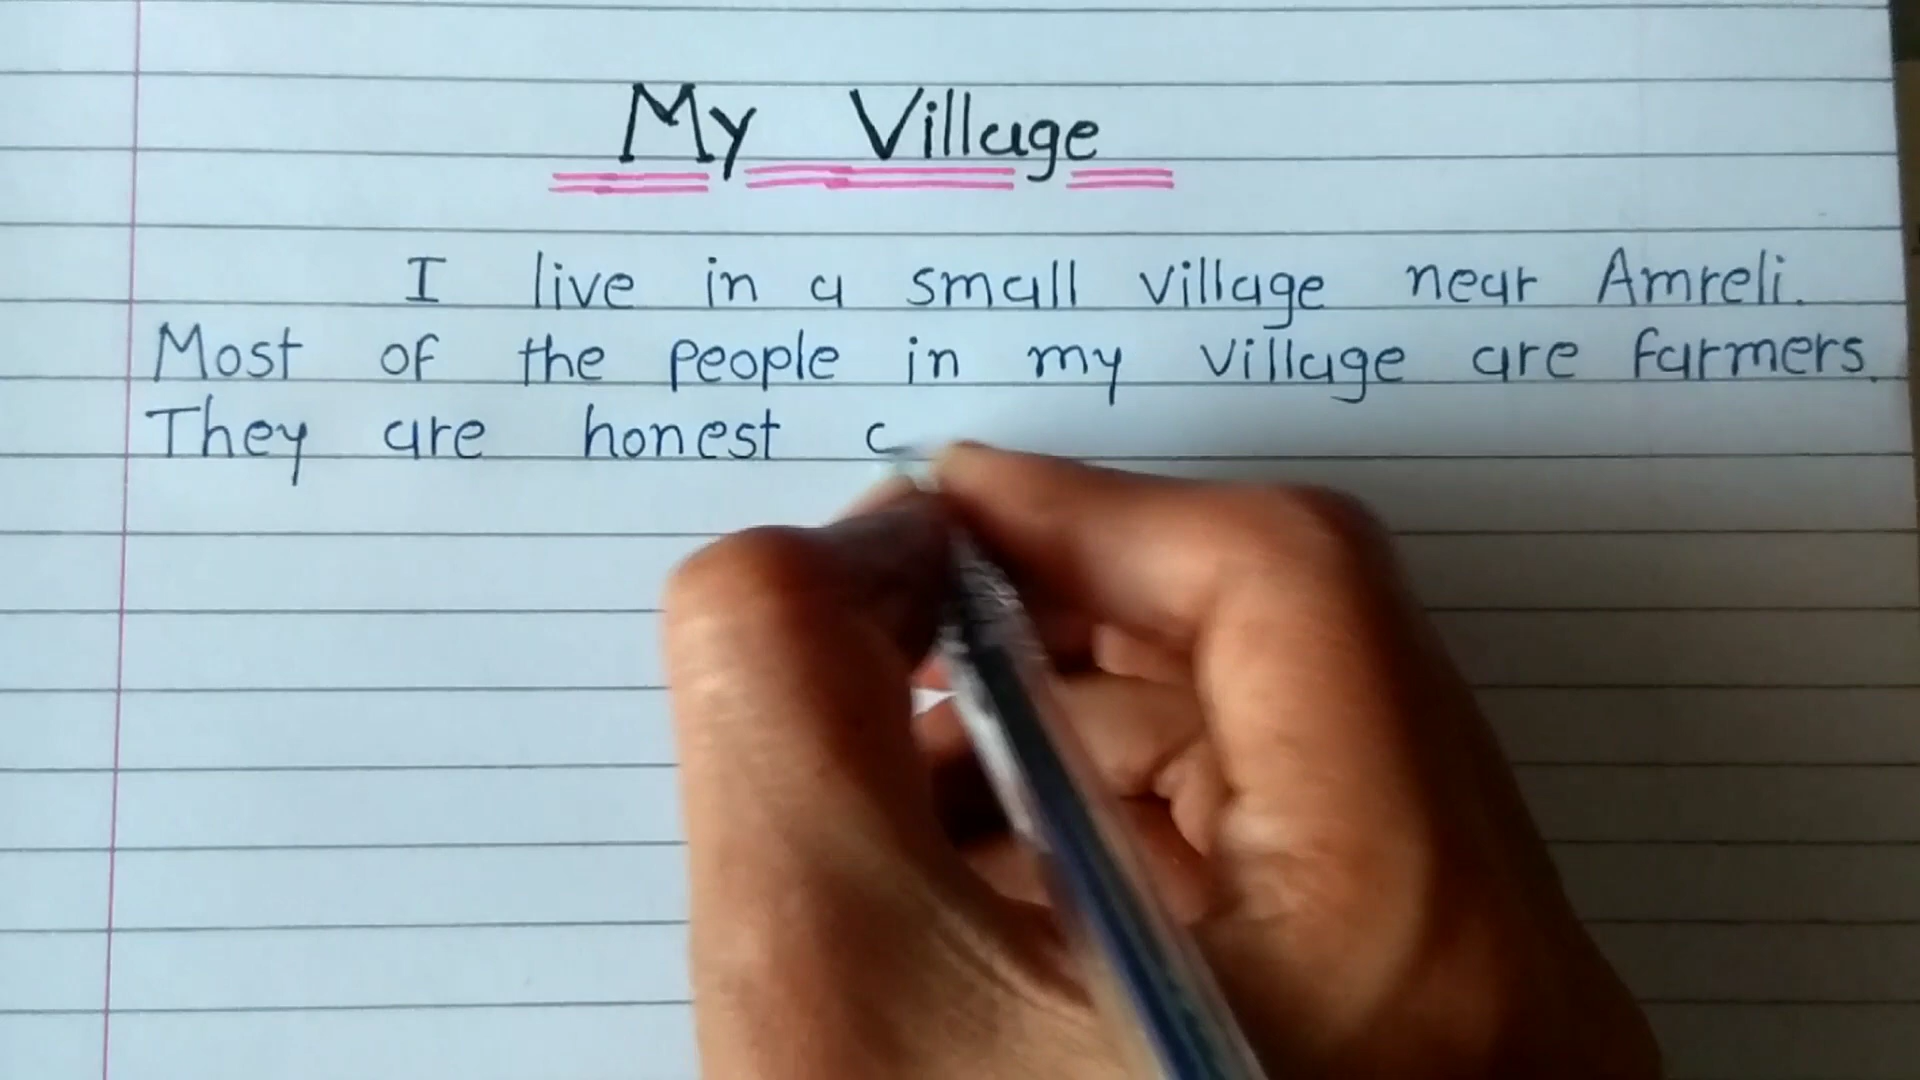 My Village
I live in a small village near Amreli.
Most of the people in my village are farmers.
They are honest